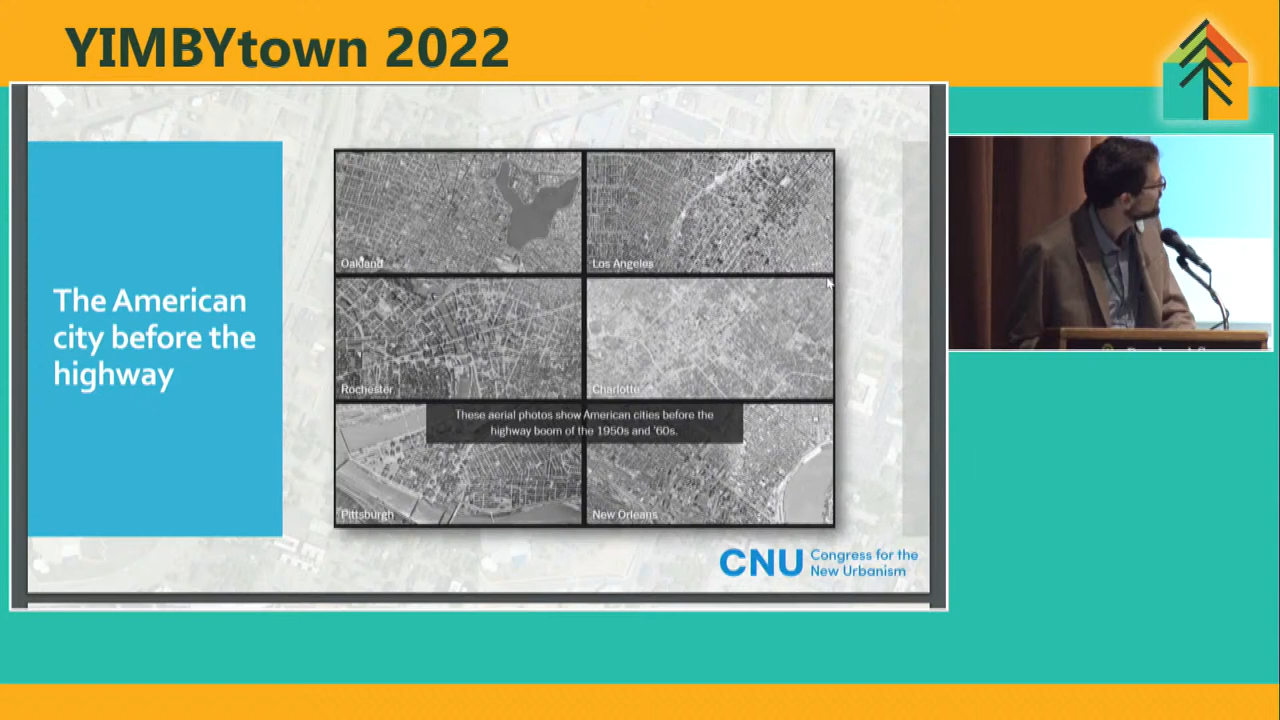 YIMBYtown 2022
The American
city before the
highway
Oakland
Los Angeles
Rochester
Charlotte
These aerial photos show American cities before the
highway boom of the 1950s and '60s.
Pittsburgh
New Orleans
CNU Congress for the
New Urbanism